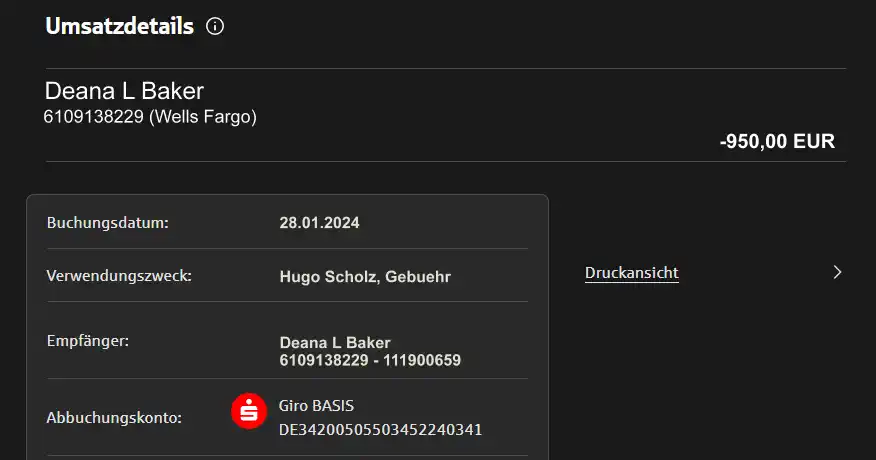 Umsatzdetails
Deana L Baker
6109138229 (Wells Fargo)
-950,00 EUR
Buchungsdatum: 28.01.2024
Verwendungszweck: Hugo Scholz, Gebuehr
Druckansicht
Empfänger: Deana L Baker
6109138229 - 111900659
Abbuchungskonto: Giro BASIS
DE34200505503452240341